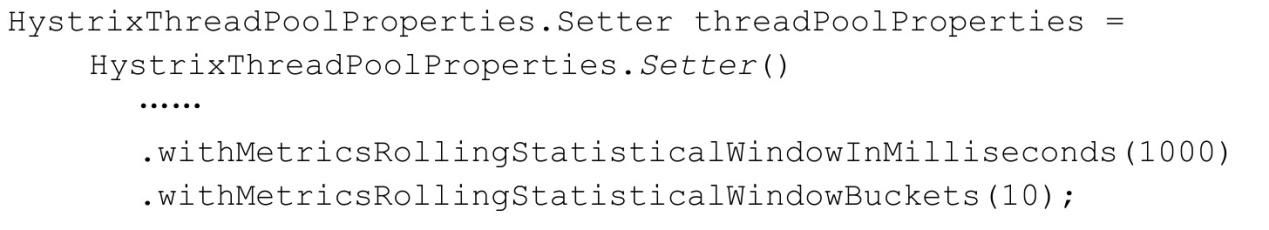 HystrixThreadPoolProperties.Setter threadPoolProperties =
HystrixThreadPoolProperties.Setter()
……
.withMetricsRollingStatisticalWindowInMilliseconds(1000)
.withMetricsRollingStatisticalWindowBuckets(10);